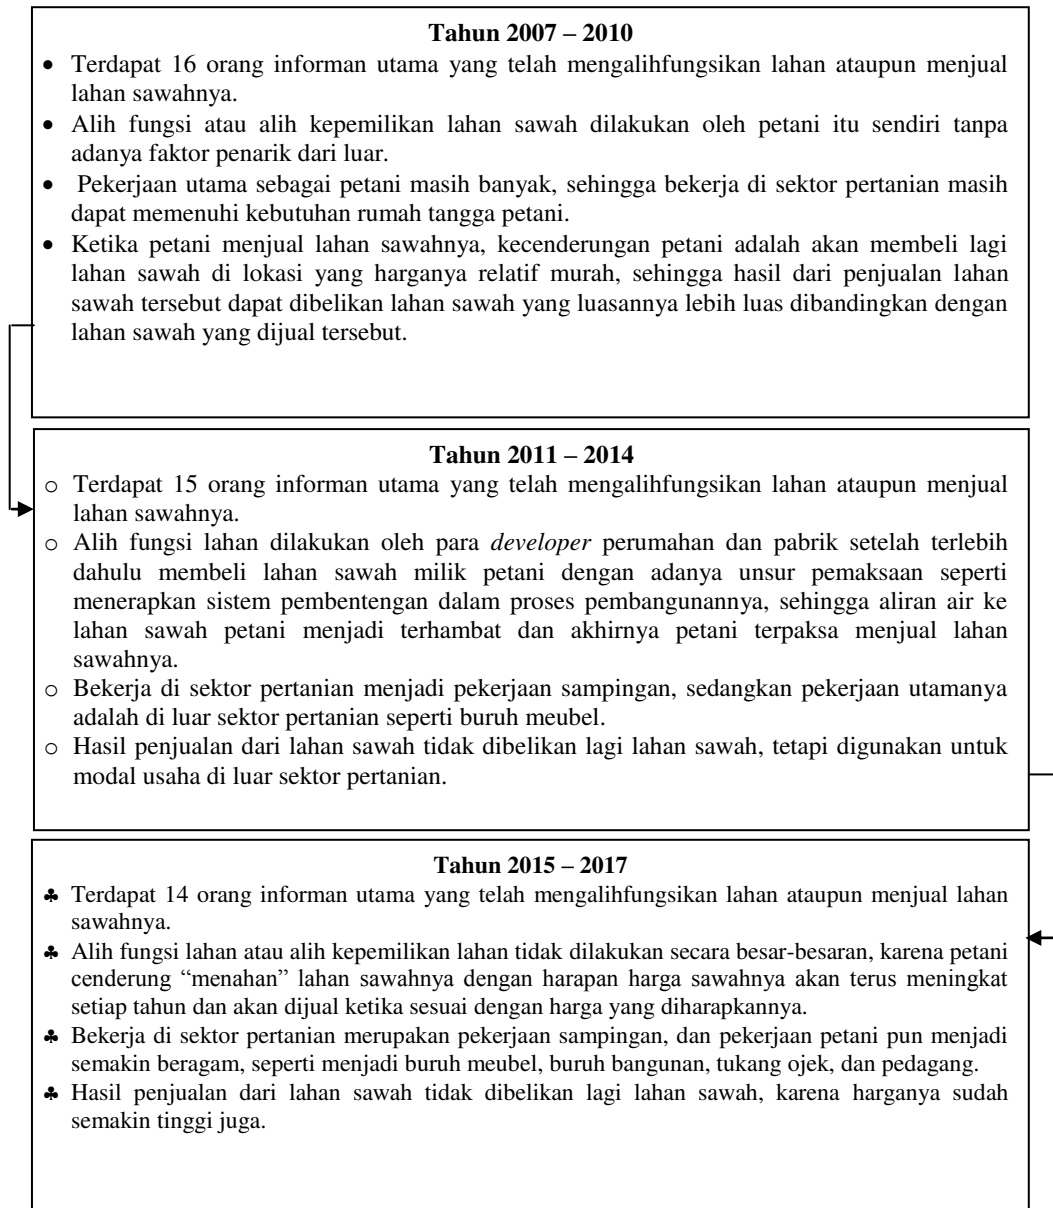 Tahun 2007 – 2010
• Terdapat 16 orang informan utama yang telah mengalihfungsikan lahan ataupun menjual
lahan sawahnya.
• Alih fungsi atau alih kepemilikan lahan sawah dilakukan oleh petani itu sendiri tanpa
adanya faktor penarik dari luar.
• Pekerjaan utama sebagai petani masih banyak, sehingga bekerja di sektor pertanian masih
dapat memenuhi kebutuhan rumah tangga petani.
• Ketika petani menjual lahan sawahnya, kecenderungan petani adalah akan membeli lagi
lahan sawah di lokasi yang harganya relatif murah, sehingga hasil dari penjualan lahan
sawah tersebut dapat dibelikan lahan sawah yang luasannya lebih luas dibandingkan dengan
lahan sawah yang dijual tersebut.
Tahun 2011 – 2014
o Terdapat 15 orang informan utama yang telah mengalihfungsikan lahan ataupun menjual
lahan sawahnya.
o Alih fungsi lahan dilakukan oleh para developer perumahan dan pabrik setelah terlebih
dahulu membeli lahan sawah milik petani dengan adanya unsur pemaksaan seperti
menerapkan sistem pembentengan dalam proses pembangunannya, sehingga aliran air ke
lahan sawah petani menjadi terhambat dan akhirnya petani terpaksa menjual lahan
sawahnya.
o Bekerja di sektor pertanian menjadi pekerjaan sampingan, sedangkan pekerjaan utamanya
adalah di luar sektor pertanian seperti buruh meubel.
o Hasil penjualan dari lahan sawah tidak dibelikan lagi lahan sawah, tetapi digunakan untuk
modal usaha di luar sektor pertanian.
Tahun 2015 – 2017
♣ Terdapat 14 orang informan utama yang telah mengalihfungsikan lahan ataupun menjual lahan
sawahnya.
♣ Alih fungsi lahan atau alih kepemilikan lahan tidak dilakukan secara besar-besaran, karena petani
cenderung “menahan” lahan sawahnya dengan harapan harga sawahnya akan terus meningkat
setiap tahun dan akan dijual ketika sesuai dengan harga yang diharapkannya.
♣ Bekerja di sektor pertanian merupakan pekerjaan sampingan, dan pekerjaan petani pun menjadi
semakin beragam, seperti menjadi buruh meubel, buruh bangunan, tukang ojek, dan pedagang.
♣ Hasil penjualan dari lahan sawah tidak dibelikan lagi lahan sawah, karena harganya sudah
semakin tinggi juga.